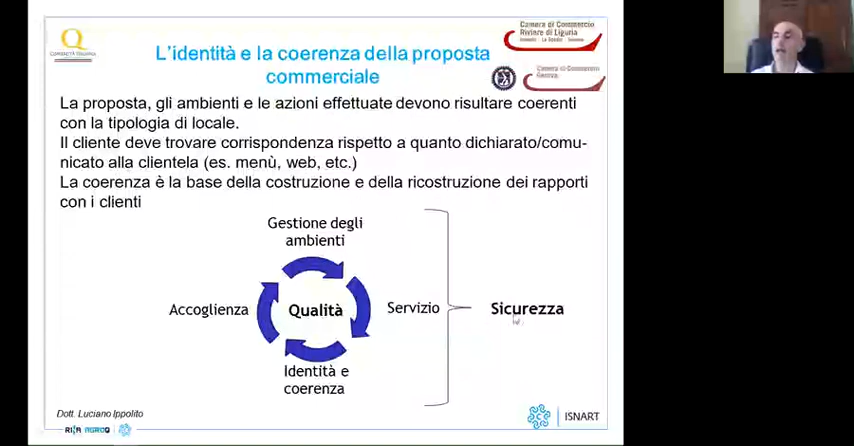 L'identità e la coerenza della proposta
commerciale
Camera di Commercio
Riviere di Liguria
Camera di Commercio
Genova
La proposta, gli ambienti e le azioni effettuate devono risultare coerenti
con la tipologia di locale.
Il cliente deve trovare corrispondenza rispetto a quanto dichiarato/comu-
nicato alla clientela (es. menù, web, etc.)
La coerenza è la base della costruzione e della ricostruzione dei rapporti
con i clienti
Gestione degli
ambienti
Accoglienza
Qualità
Servizio
Sicurezza
Identità e
coerenza
Dott. Luciano Ippolito
RINA AGROQ
ISNART